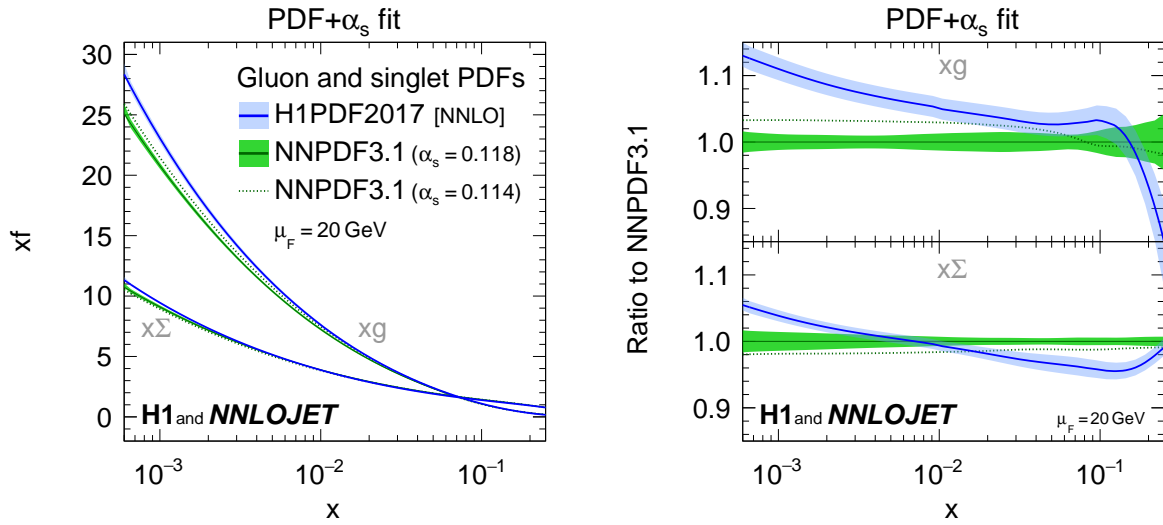 PDF+αₛ fit
xf
30
25
20
15
10
5
0
Gluon and singlet PDFs
H1PDF2017 [NNLO]
NNPDF3.1 (αₛ = 0.118)
NNPDF3.1 (αₛ = 0.114)
μ_F = 20 GeV
xΣ
xg
H1 and NNLOJET
10⁻³ 10⁻² 10⁻¹
x
PDF+αₛ fit
Ratio to NNPDF3.1
xg
1.1
1.0
0.9
xΣ
1.1
1.0
0.9
H1 and NNLOJET
μ_F = 20 GeV
10⁻³ 10⁻² 10⁻¹
x